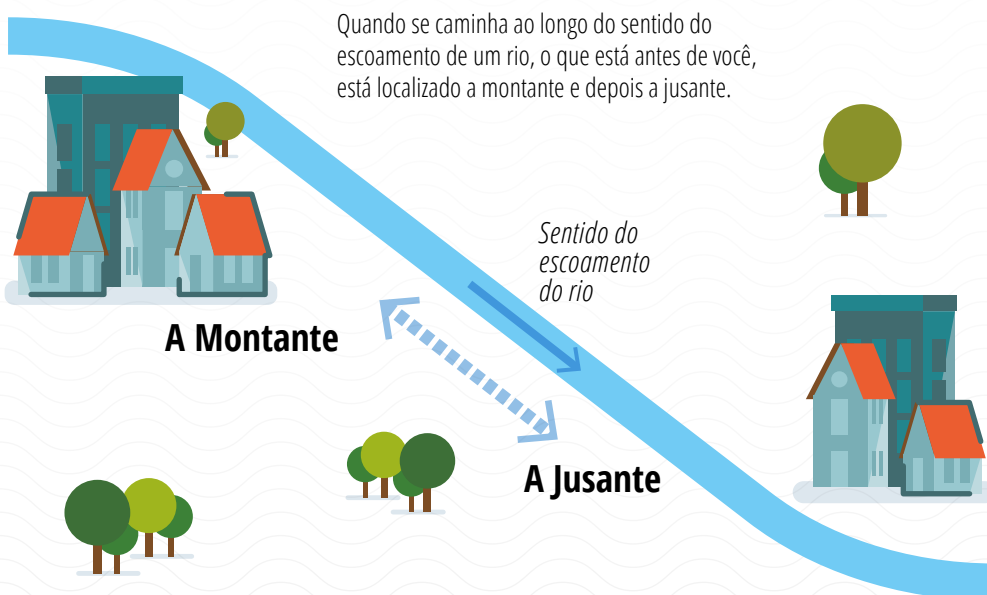 Quando se caminha ao longo do sentido do
escoamento de um rio, o que está antes de você,
está localizado a montante e depois a jusante.
Sentido do
escoamento
do rio
A Montante
A Jusante